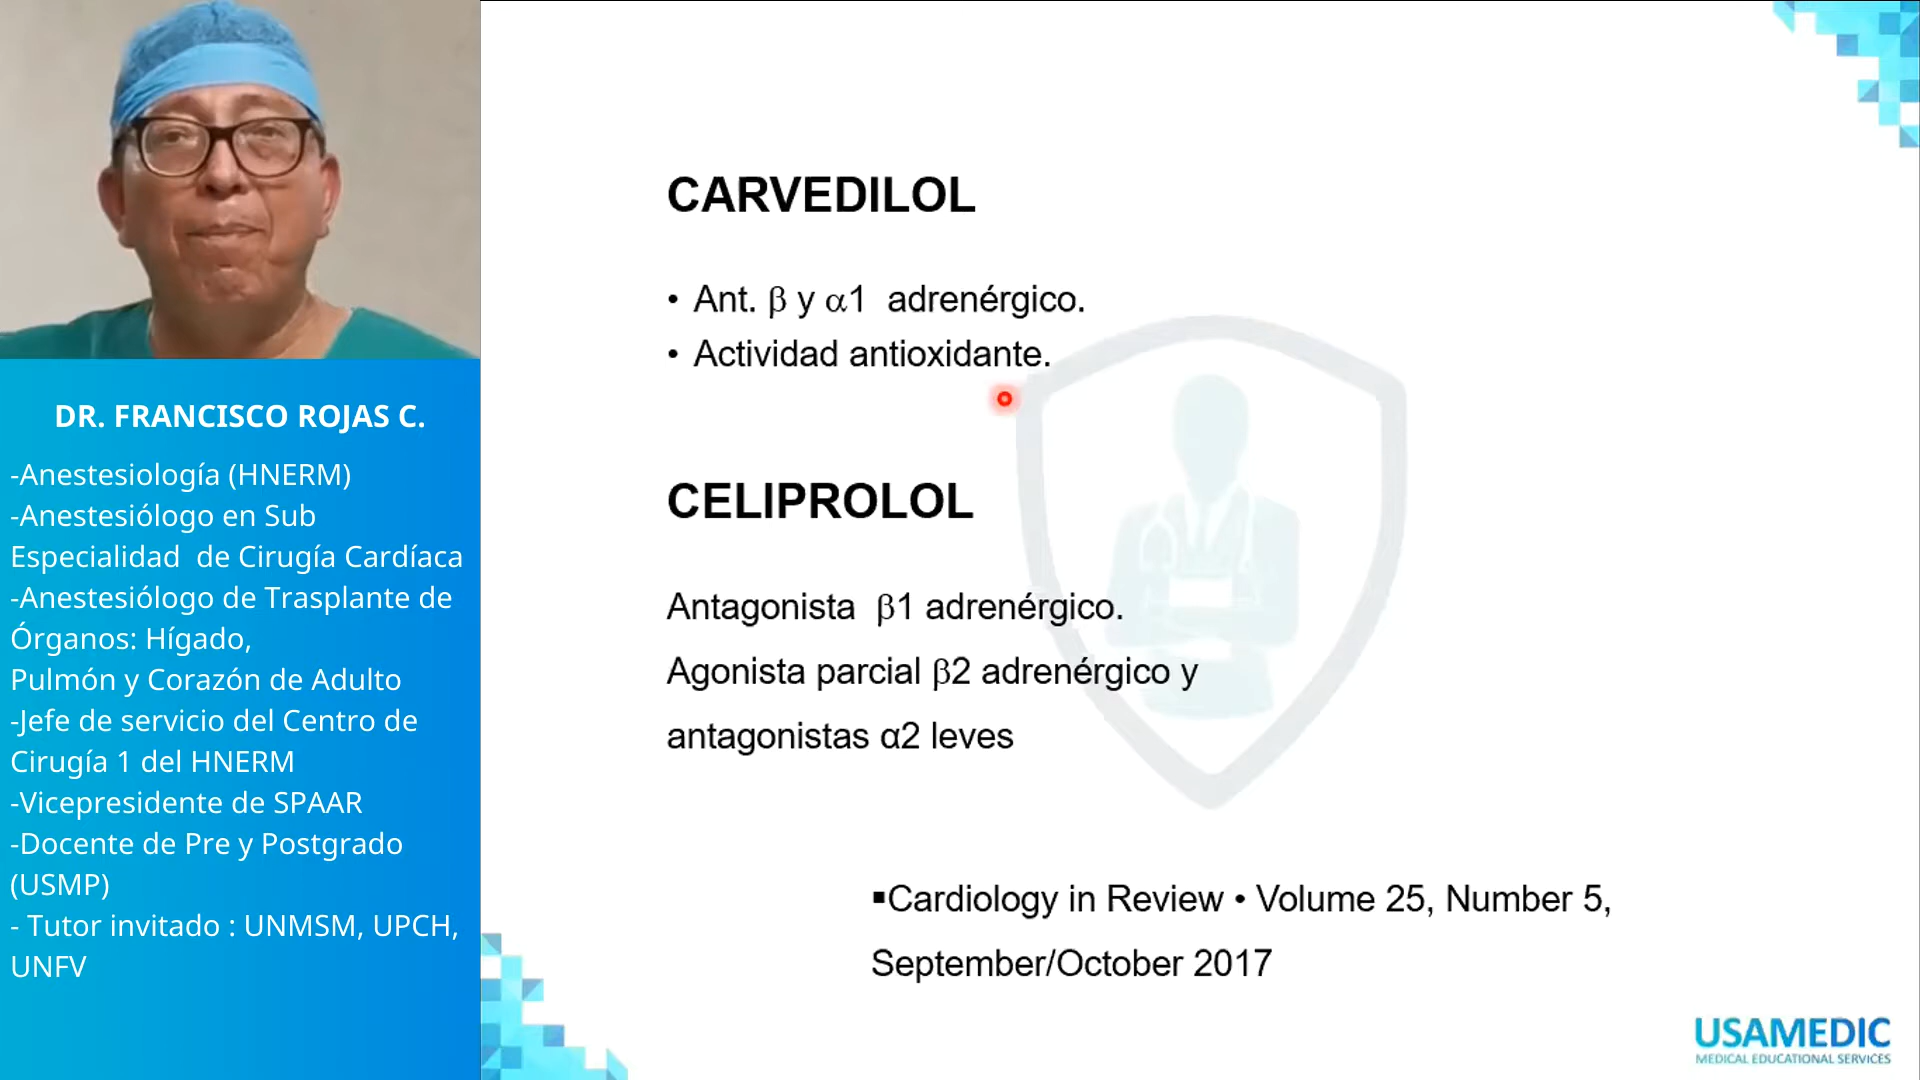 DR. FRANCISCO ROJAS C.
-Anestesiología (HNERM)
-Anestesiólogo en Sub
Especialidad  de Cirugía Cardíaca
-Anestesiólogo de Trasplante de
Órganos: Hígado,
Pulmón y Corazón de Adulto
-Jefe de servicio del Centro de
Cirugía 1 del HNERM
-Vicepresidente de SPAAR
-Docente de Pre y Postgrado
(USMP)
- Tutor invitado : UNMSM, UPCH,
UNFV
CARVEDILOL
• Ant. β y α1  adrenérgico.
• Actividad antioxidante.
CELIPROLOL
Antagonista  β1 adrenérgico.
Agonista parcial β2 adrenérgico y
antagonistas α2 leves
▪Cardiology in Review • Volume 25, Number 5,
September/October 2017
USAMEDIC
MEDICAL EDUCATIONAL SERVICES